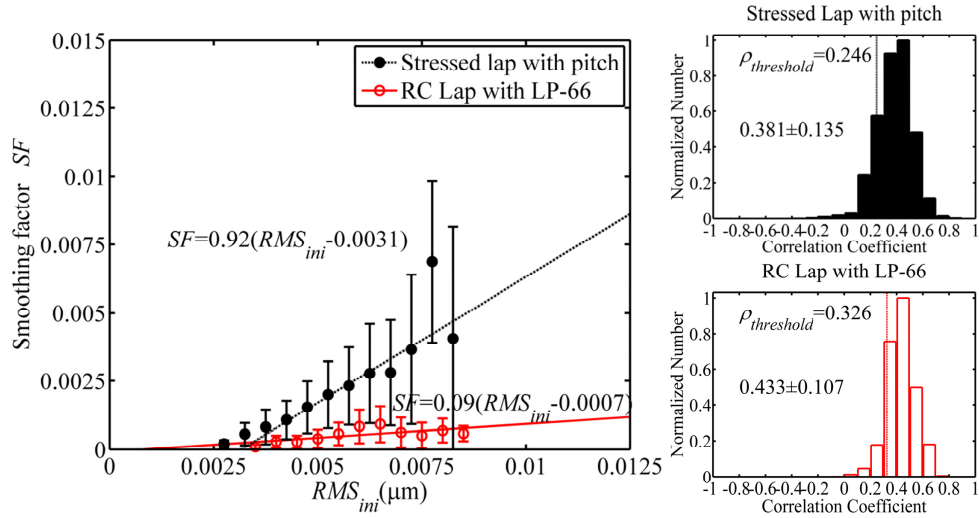 0.015
0.0125
0.01
0.0075
0.005
0.0025
0
Smoothing factor SF
Stressed lap with pitch
RC Lap with LP-66
SF=0.92(RMS_ini-0.0031)
SF=0.09(RMS_ini-0.0007)
0 0.0025 0.005 0.0075 0.01 0.0125
RMS_ini(μm)
Stressed Lap with pitch
ρ_threshold=0.246
0.381±0.135
Normalized Number
1
0.8
0.6
0.4
0.2
0
-1 -0.8-0.6-0.4-0.2 0 0.2 0.4 0.6 0.8 1
Correlation Coefficient
RC Lap with LP-66
ρ_threshold=0.326
0.433±0.107
Normalized Number
1
0.8
0.6
0.4
0.2
0
-1 -0.8-0.6-0.4-0.2 0 0.2 0.4 0.6 0.8 1
Correlation Coefficient